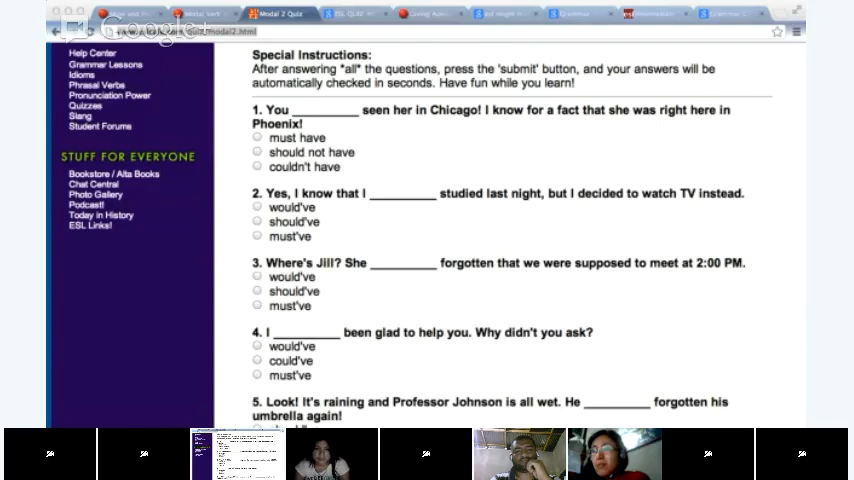 Modal 2 Quiz
Google+
Help Center
Grammar Lessons
Idioms
Phrasal Verbs
Pronunciation Power
Quizzes
Slang
Student Forums
STUFF FOR EVERYONE
Bookstore / Alta Books
Chat Central
Photo Gallery
Podcast!
Today in History
ESL Links!
Special Instructions:
After answering *all* the questions, press the 'submit' button, and your answers will
automatically checked in seconds. Have fun while you learn!
1. You __________ seen her in Chicago! I know for a fact that she was right here in
Phoenix!
must have
should not have
couldn't have
2. Yes, I know that I __________ studied last night, but I decided to watch TV instead.
would've
should've
must've
3. Where's Jill? She __________ forgotten that we were supposed to meet at 2:00 PM.
would've
should've
must've
4. I __________ been glad to help you. Why didn't you ask?
would've
could've
must've
5. Look! It's raining and Professor Johnson is all wet. He __________ forgotten his
umbrella again!